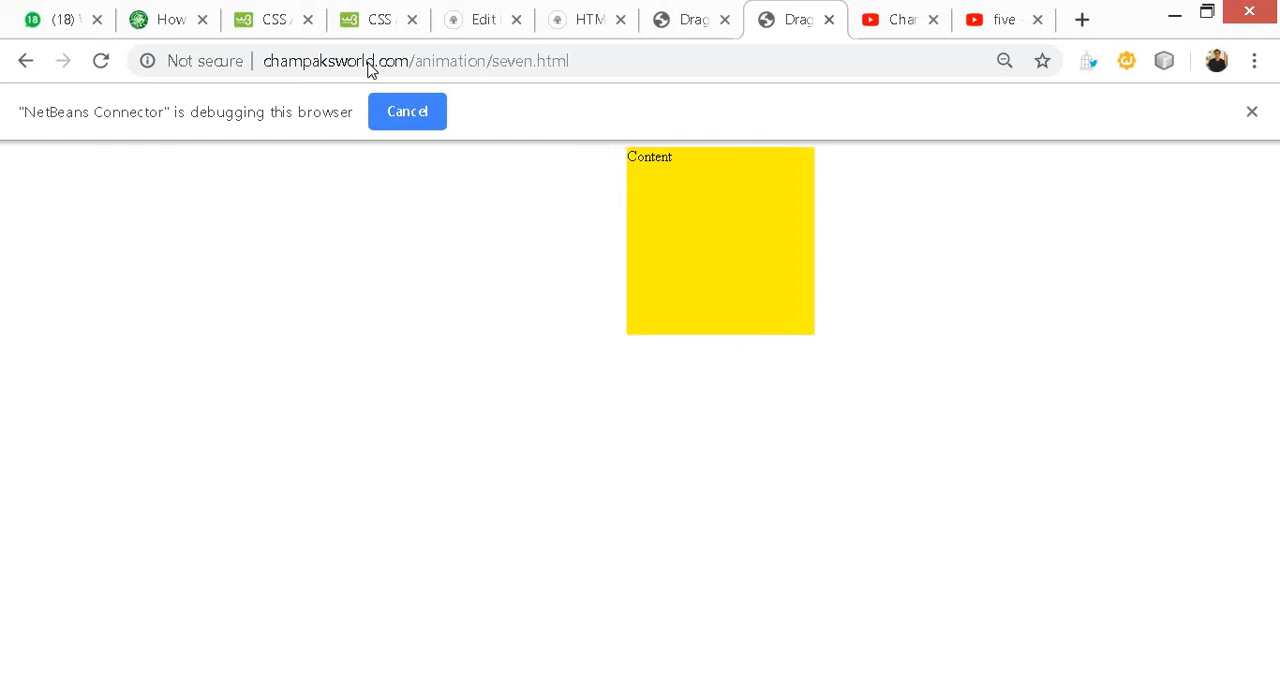 (18) How CSS CSS Edit HTM Drag Drag Char five
Not secure | champaksworld.com/animation/seven.html
"NetBeans Connector" is debugging this browser Cancel
Content